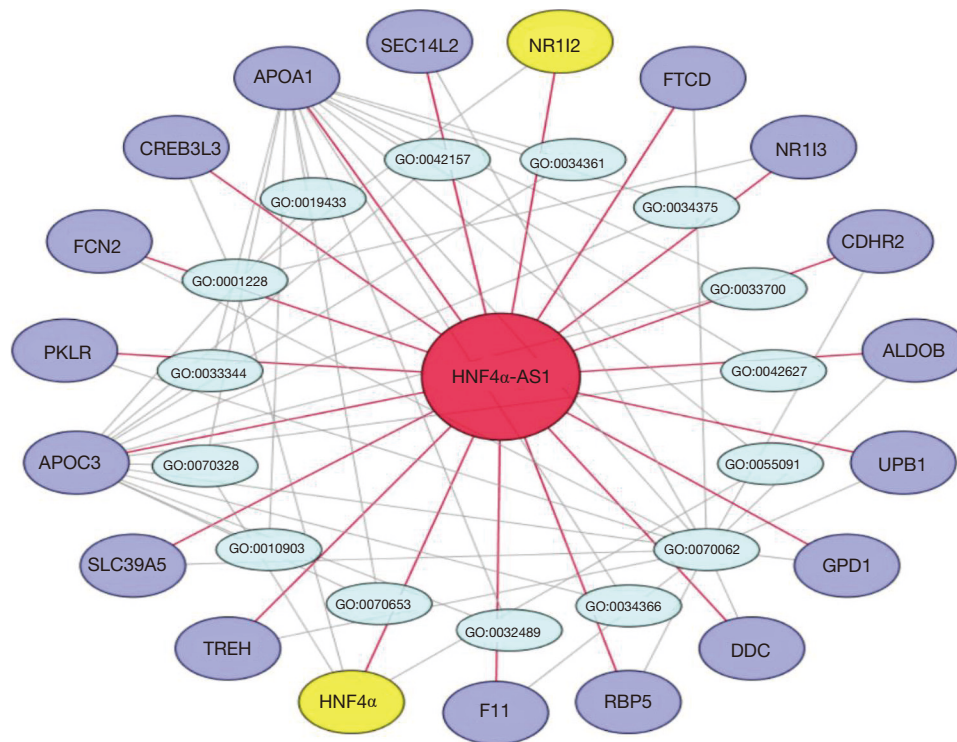 SEC14L2
NR1I2
APOA1
FTCD
CREB3L3
NR1I3
GO:0042157
GO:0034361
GO:0019433
GO:0034375
FCN2
CDHR2
GO:0001228
GO:0033700
PKLR
ALDOB
GO:0033344
HNF4α-AS1
GO:0042627
APOC3
GO:0070328
GO:0055091
UPB1
SLC39A5
GO:0010903
GO:0070062
GPD1
GO:0070653
GO:0034366
GO:0032489
TREH
DDC
HNF4α
F11
RBP5